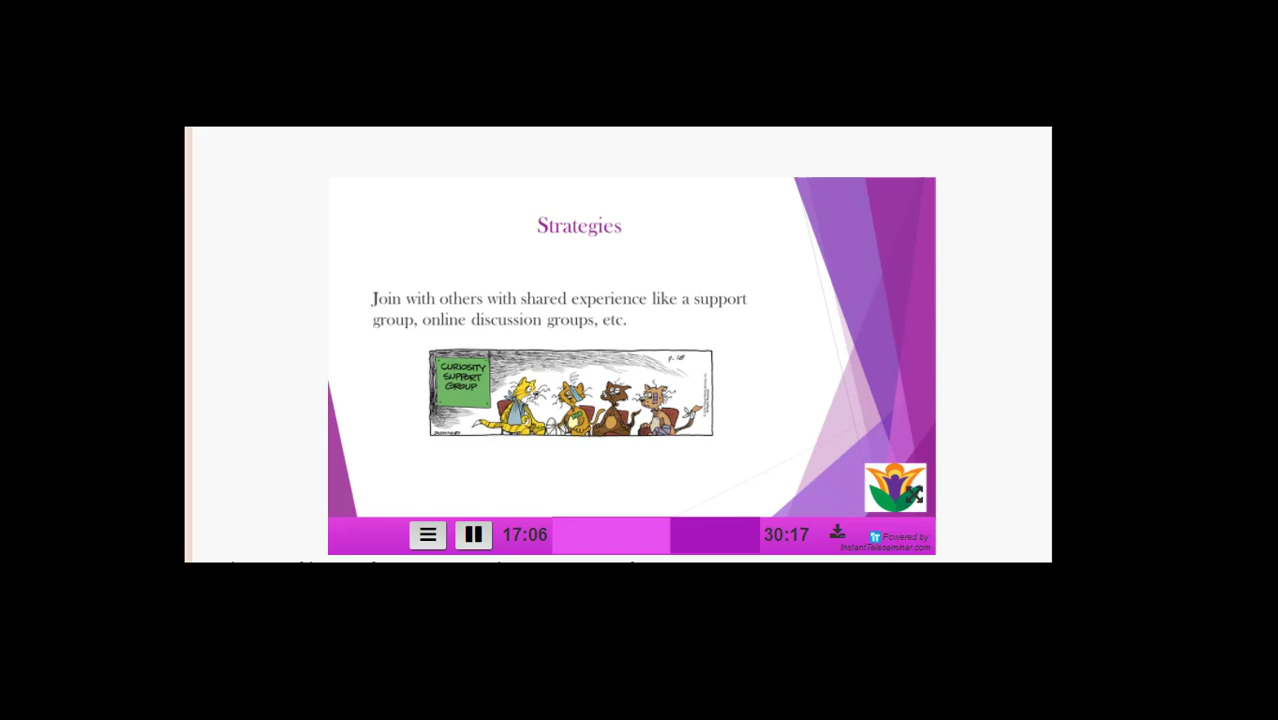 Strategies
Join with others with shared experience like a support
group, online discussion groups, etc.
CURIOSITY
SUPPORT
GROUP
17:06
30:17
Powered by
InstantTeleseminar.com